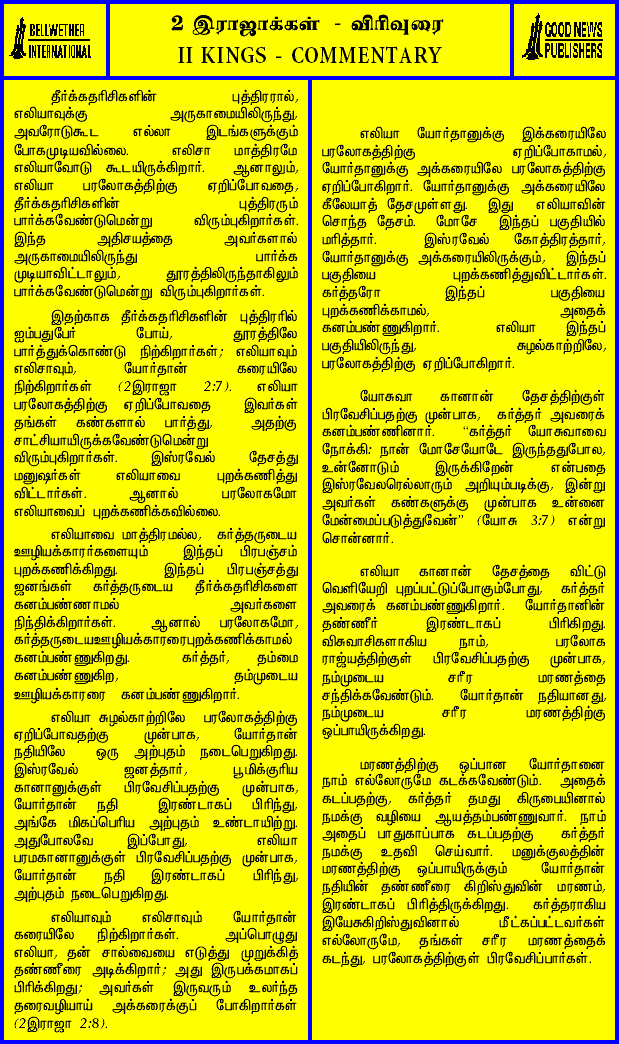 BELLWETHER
INTERNATIONAL
2 இராஜாக்கள் - விரிவுரை
II KINGS - COMMENTARY
GOOD NEWS
PUBLISHERS
தீர்க்கதரிசிகளின் புத்திரரால்,
எலியாவுக்கு அருகாமையிலிருந்து,
அவரோடுகூட எல்லா இடங்களுக்கும்
போகமுடியவில்லை. எலிசா மாத்திரமே
எலியாவோடு கூடயிருக்கிறார். ஆனாலும்,
எலியா பரலோகத்திற்கு ஏறிப்போவதை,
தீர்க்கதரிசிகளின் புத்திரரும்
பார்க்கவேண்டுமென்று விரும்புகிறார்கள்.
இந்த அதிசயத்தை அவர்களால்
அருகாமையிலிருந்து பார்க்க
முடியாவிட்டாலும், தூரத்திலிருந்தாகிலும்
பார்க்கவேண்டுமென்று விரும்புகிறார்கள்.
இதற்காக தீர்க்கதரிசிகளின் புத்திரரில்
ஐம்பதுபேர் போய், தூரத்திலே
பார்த்துக்கொண்டு நிற்கிறார்கள்; எலியாவும்
எலிசாவும், யோர்தான் கரையிலே
நிற்கிறார்கள் (2இராஜா 2:7). எலியா
பரலோகத்திற்கு ஏறிப்போவதை இவர்கள்
தங்கள் கண்களால் பார்த்து, அதற்கு
சாட்சியாயிருக்கவேண்டுமென்று
விரும்புகிறார்கள். இஸ்ரவேல் தேசத்து
மனுஷர்கள் எலியாவை புறக்கணித்து
விட்டார்கள். ஆனால் பரலோகமோ
எலியாவைப் புறக்கணிக்கவில்லை.
எலியாவை மாத்திரமல்ல, கர்த்தருடைய
ஊழியக்காரர்களையும் இந்தப் பிரபஞ்சம்
புறக்கணிக்கிறது. இந்தப் பிரபஞ்சத்து
ஜனங்கள் கர்த்தருடைய தீர்க்கதரிசிகளை
கனம்பண்ணாமல் அவர்களை
நிந்திக்கிறார்கள். ஆனால் பரலோகமோ,
கர்த்தருடையஊழியக்காரரைபுறக்கணிக்காமல்
கனம்பண்ணுகிறது. கர்த்தர், தம்மை
கனம்பண்ணுகிற, தம்முடைய
ஊழியக்காரரை கனம்பண்ணுகிறார்.
எலியா சுழல்காற்றிலே பரலோகத்திற்கு
ஏறிப்போவதற்கு முன்பாக, யோர்தான்
நதியிலே ஒரு அற்புதம் நடைபெறுகிறது.
இஸ்ரவேல் ஜனத்தார், பூமிக்குரிய
கானானுக்குள் பிரவேசிப்பதற்கு முன்பாக,
யோர்தான் நதி இரண்டாகப் பிரிந்து,
அங்கே மிகப்பெரிய அற்புதம் உண்டாயிற்று.
அதுபோலவே இப்போது, எலியா
பரமகானானுக்குள் பிரவேசிப்பதற்கு முன்பாக,
யோர்தான் நதி இரண்டாகப் பிரிந்து,
அற்புதம் நடைபெறுகிறது.
எலியாவும் எலிசாவும் யோர்தான்
கரையிலே நிற்கிறார்கள். அப்பொழுது
எலியா, தன் சால்வையை எடுத்து முறுக்கித்
தண்ணீரை அடிக்கிறார்; அது இருபக்கமாகப்
பிரிக்கிறது; அவர்கள் இருவரும் உலர்ந்த
தரைவழியாய் அக்கரைக்குப் போகிறார்கள்
(2இராஜா 2:8).
எலியா யோர்தானுக்கு இக்கரையிலே
பரலோகத்திற்கு ஏறிப்போகாமல்,
யோர்தானுக்கு அக்கரையிலே பரலோகத்திற்கு
ஏறிப்போகிறார். யோர்தானுக்கு அக்கரையிலே
கீலேயாத் தேசமுள்ளது. இது எலியாவின்
சொந்த தேசம். மோசே இந்தப் பகுதியில்
மரித்தார். இஸ்ரவேல் கோத்திரத்தார்,
யோர்தானுக்கு அக்கரையிலிருக்கும், இந்தப்
பகுதியை புறக்கணித்துவிட்டார்கள்.
கர்த்தரோ இந்தப் பகுதியை
புறக்கணிக்காமல், அதைக்
கனம்பண்ணுகிறார். எலியா இந்தப்
பகுதியிலிருந்து, சுழல்காற்றிலே,
பரலோகத்திற்கு ஏறிப்போகிறார்.
யோசுவா கானான் தேசத்திற்குள்
பிரவேசிப்பதற்கு முன்பாக, கர்த்தர் அவரைக்
கனம்பண்ணினார். “கர்த்தர் யோசுவாவை
நோக்கி: நான் மோசேயோடே இருந்ததுபோல,
உன்னோடும் இருக்கிறேன் என்பதை
இஸ்ரவேலரெல்லாரும் அறியும்படிக்கு, இன்று
அவர்கள் கண்களுக்கு முன்பாக உன்னை
மேன்மைப்படுத்துவேன்” (யோசு 3:7) என்று
சொன்னார்.
எலியா கானான் தேசத்தை விட்டு
வெளியேறி புறப்பட்டுப்போகும்போது, கர்த்தர்
அவரைக் கனம்பண்ணுகிறார். யோர்தானின்
தண்ணீர் இரண்டாகப் பிரிகிறது.
விசுவாசிகளாகிய நாம், பரலோக
ராஜ்யத்திற்குள் பிரவேசிப்பதற்கு முன்பாக,
நம்முடைய சரீர மரணத்தை
சந்திக்கவேண்டும். யோர்தான் நதியானது,
நம்முடைய சரீர மரணத்திற்கு
ஒப்பாயிருக்கிறது.
மரணத்திற்கு ஒப்பான யோர்தானை
நாம் எல்லோருமே கடக்கவேண்டும். அதைக்
கடப்பதற்கு, கர்த்தர் தமது கிருபையினால்
நமக்கு வழியை ஆயத்தம்பண்ணுவார். நாம்
அதைப் பாதுகாப்பாக கடப்பதற்கு கர்த்தர்
நமக்கு உதவி செய்வார். மனுக்குலத்தின்
மரணத்திற்கு ஒப்பாயிருக்கும் யோர்தான்
நதியின் தண்ணீரை கிறிஸ்துவின் மரணம்,
இரண்டாகப் பிரித்திருக்கிறது. கர்த்தராகிய
இயேசுகிறிஸ்துவினால் மீட்கப்பட்டவர்கள்
எல்லோருமே, தங்கள் சரீர மரணத்தைக்
கடந்து, பரலோகத்திற்குள் பிரவேசிப்பார்கள்.